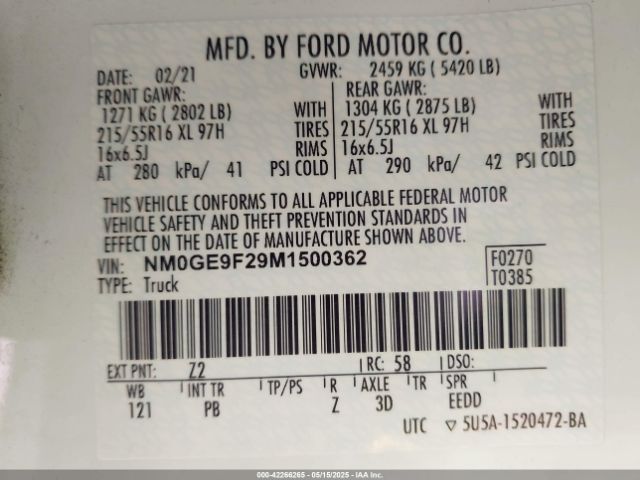 MFD. BY FORD MOTOR CO.
DATE: 02/21 GVWR: 2459 KG ( 5420 LB)
FRONT GAWR: REAR GAWR:
1271 KG ( 2802 LB) WITH 1304 KG ( 2875 LB) WITH
215/55R16 XL 97H TIRES 215/55R16 XL 97H TIRES
16x6.5J RIMS 16x6.5J RIMS
AT 280 kPa/ 41 PSI COLD AT 290 kPa/ 42 PSI COLD
THIS VEHICLE CONFORMS TO ALL APPLICABLE FEDERAL MOTOR
VEHICLE SAFETY AND THEFT PREVENTION STANDARDS IN
EFFECT ON THE DATE OF MANUFACTURE SHOWN ABOVE.
VIN: NM0GE9F29M1500362 F0270
TYPE: Truck T0385
EXT PNT: Z2 RC: 58 DSO:
WB INT TR TP/PS R AXLE TR SPR
121 PB Z 3D EEDD
UTC ▽ 5U5A-1520472-BA
000-42266265 - 05/15/2025 - IAA Inc.